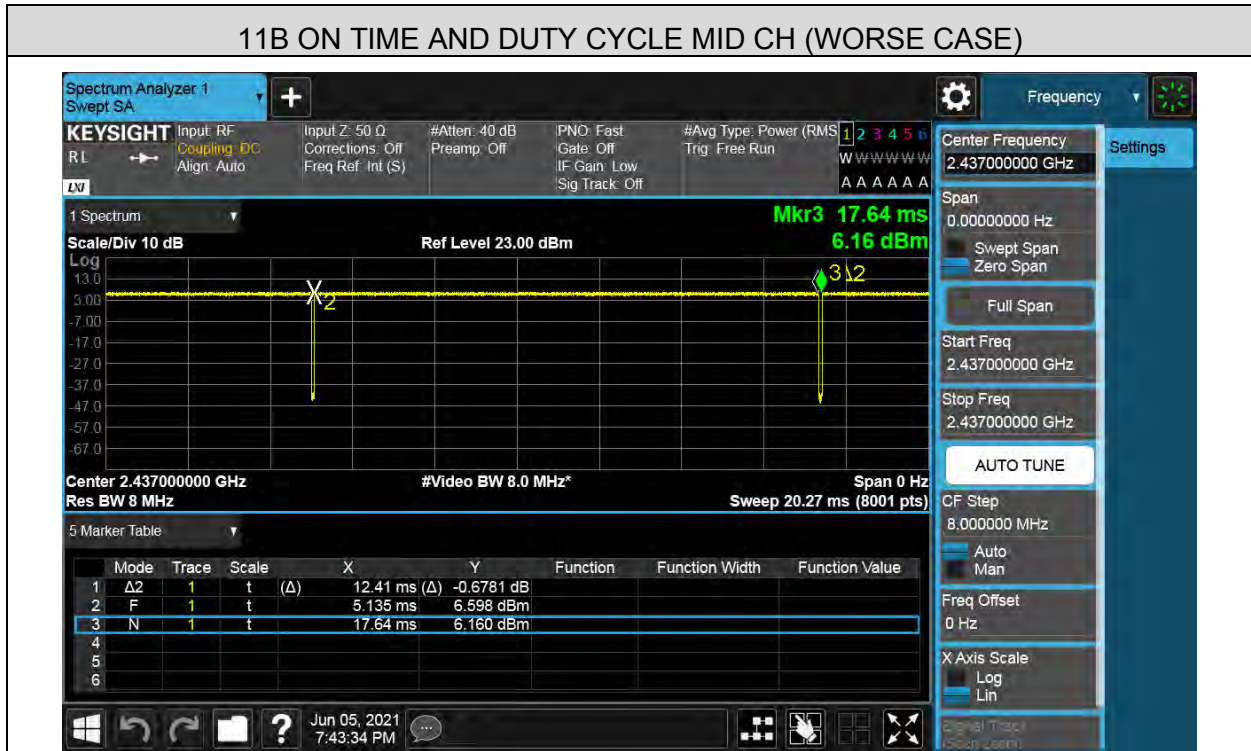 11B ON TIME AND DUTY CYCLE MID CH (WORSE CASE)
Spectrum Analyzer 1
Swept SA
Frequency
KEYSIGHT
RL
LXI
Input: RF
Coupling: DC
Align: Auto
Input Z: 50 Ω
Corrections: Off
Freq Ref: Int (S)
#Atten: 40 dB
Preamp: Off
PNO: Fast
Gate: Off
IF Gain: Low
Sig Track: Off
#Avg Type: Power (RMS
Trig: Free Run
1 2 3 4 5 6
W W W W W W
A A A A A A
1 Spectrum
Scale/Div 10 dB
Ref Level 23.00 dBm
Mkr3 17.64 ms
6.16 dBm
Log
13.0
3.00
-7.00
-17.0
-27.0
-37.0
-47.0
-57.0
-67.0
X2
3 1Δ2
Center 2.437000000 GHz
#Video BW 8.0 MHz*
Span 0 Hz
Res BW 8 MHz
Sweep 20.27 ms (8001 pts)
5 Marker Table
Mode Trace Scale X Y Function Function Width Function Value
1 Δ2 1 t (Δ) 12.41 ms (Δ) -0.6781 dB
2 F 1 t 5.135 ms 6.598 dBm
3 N 1 t 17.64 ms 6.160 dBm
4
5
6
Jun 05, 2021
7:43:34 PM
Center Frequency
2.437000000 GHz
Settings
Span
0.00000000 Hz
Swept Span
Zero Span
Full Span
Start Freq
2.437000000 GHz
Stop Freq
2.437000000 GHz
AUTO TUNE
CF Step
8.000000 MHz
Auto
Man
Freq Offset
0 Hz
X Axis Scale
Log
Lin
Signal Track
(Span Zoom)